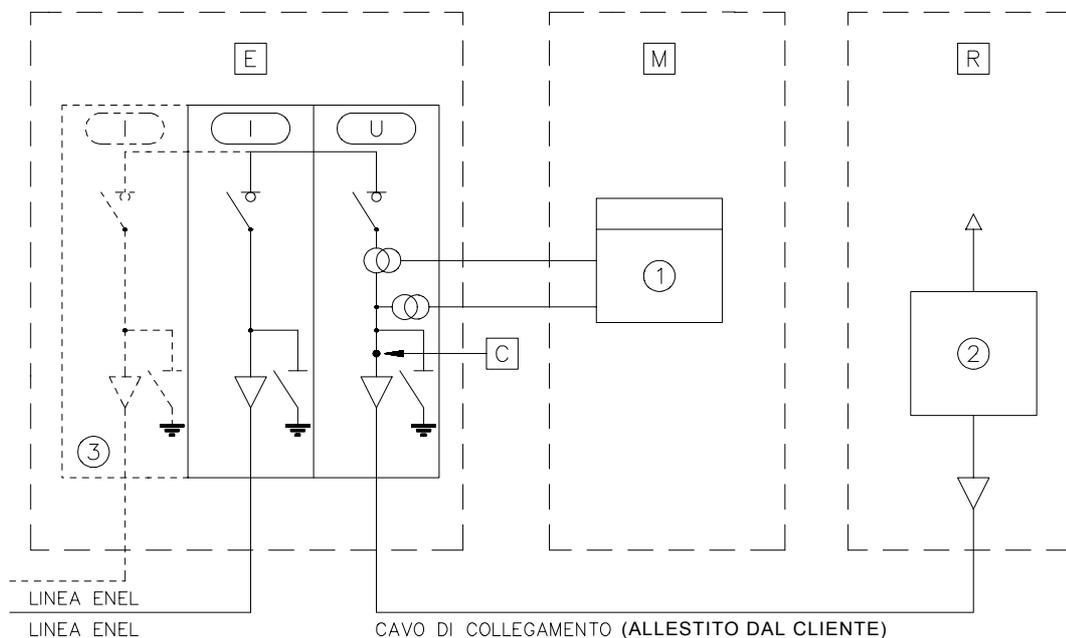 E
M
R
I
I
U
1
C
2
3
LINEA ENEL
LINEA ENEL
CAVO DI COLLEGAMENTO (ALLESTITO DAL CLIENTE)